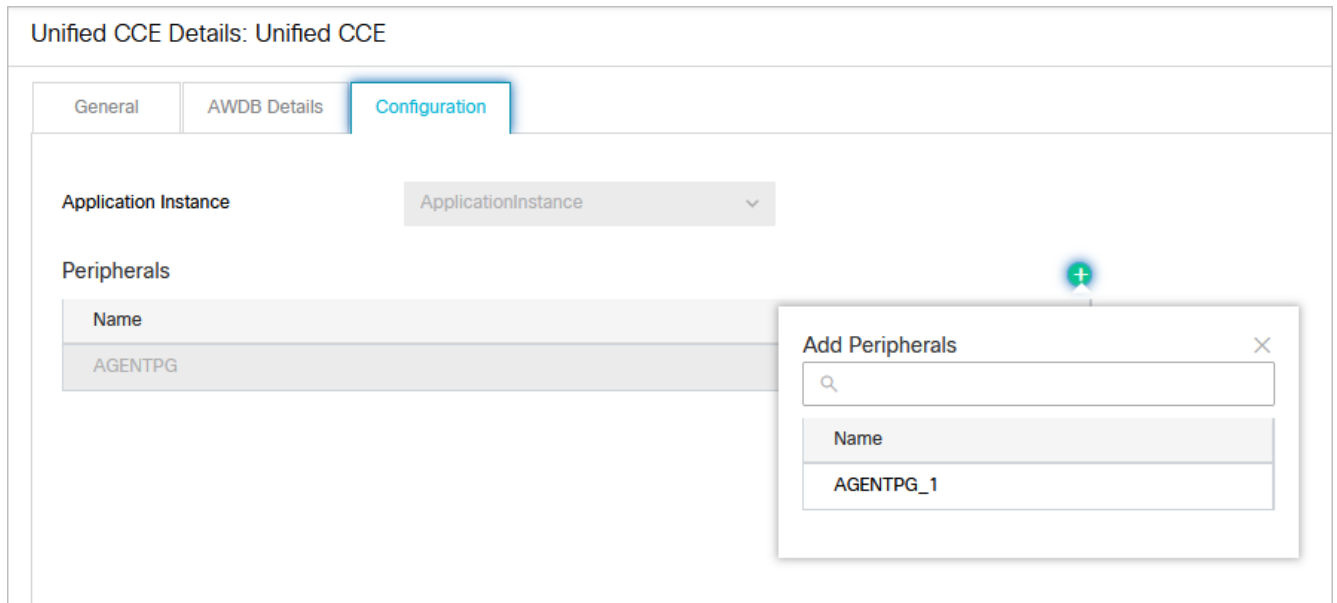 Unified CCE Details: Unified CCE
General
AWDB Details
Configuration
Application Instance
ApplicationInstance
Peripherals
Name
AGENTPG
Add Peripherals
Name
AGENTPG_1